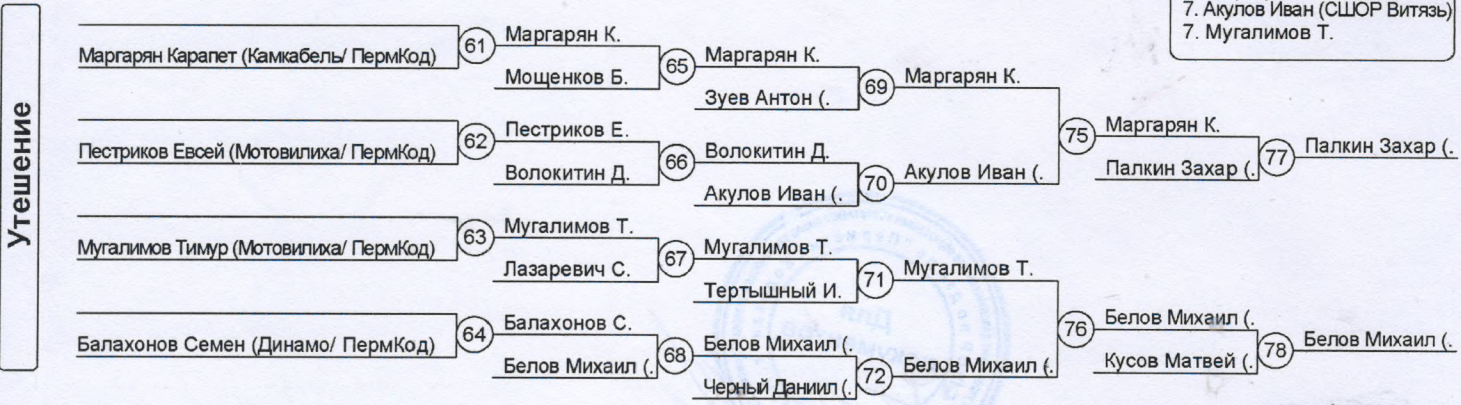 7. Акулов Иван (СШОР Витязь)
7. Мугалимов Т.
Утешение
Маргарян Карапет (Камкабель/ ПермКод)
61
Маргарян К.
Мощенков Б.
65
Маргарян К.
Зуев Антон (.
69
Маргарян К.
Пестриков Евсей (Мотовилиха/ ПермКод)
62
Пестриков Е.
Волокитин Д.
66
Волокитин Д.
Акулов Иван (.
70
Акулов Иван (.
75
Маргарян К.
Палкин Захар (.
77
Палкин Захар (.
Мугалимов Тимур (Мотовилиха/ ПермКод)
63
Мугалимов Т.
Лазаревич С.
67
Мугалимов Т.
Тертышный И.
71
Мугалимов Т.
Балахонов Семен (Динамо/ ПермКод)
64
Балахонов С.
Белов Михаил (.
68
Белов Михаил (.
Черный Даниил (.
72
Белов Михаил (.
76
Белов Михаил (.
Кусов Матвей (.
78
Белов Михаил (.
Для